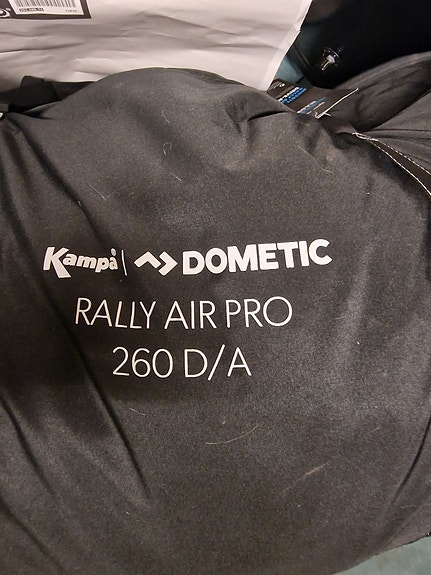 Kampa | DOMETIC
RALLY AIR PRO
260 D/A